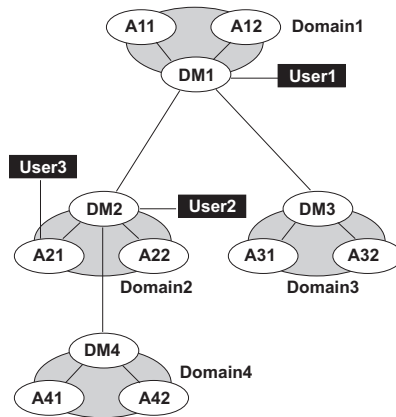 A11 A12 Domain1
DM1 User1
User3
DM2 User2 DM3
A21 A22 A31 A32
Domain2 Domain3
DM4
Domain4
A41 A42